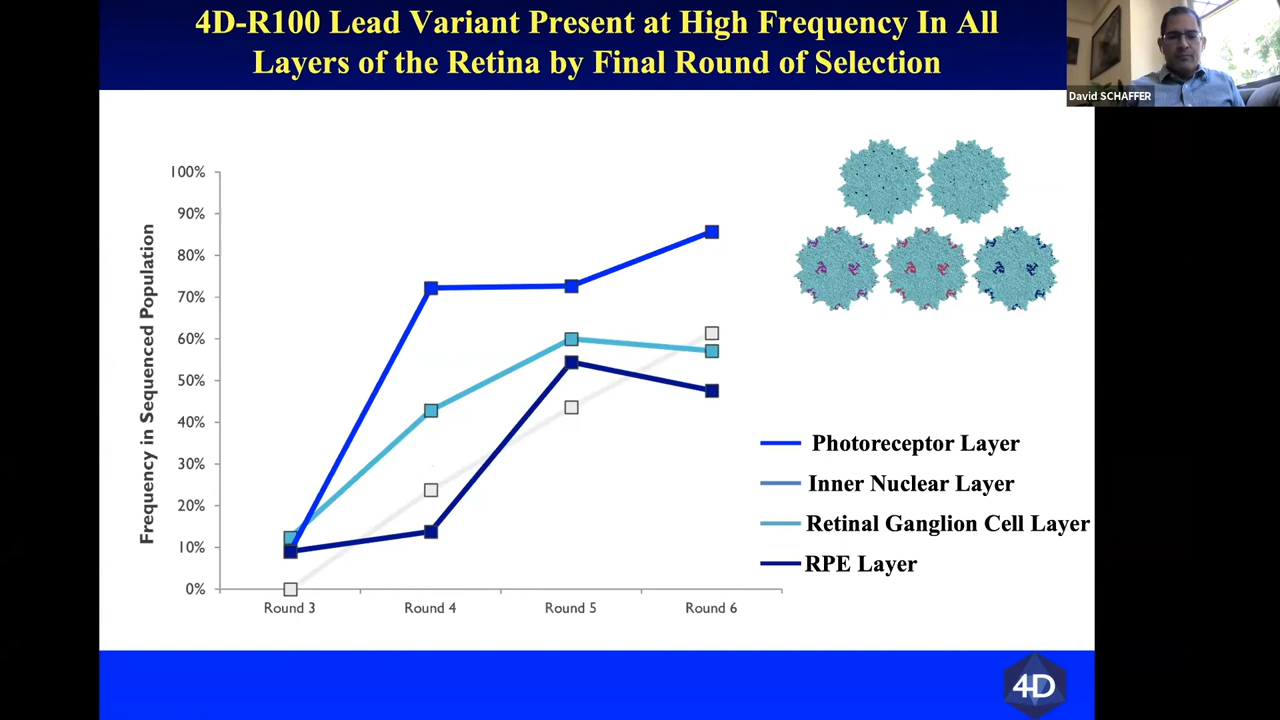 4D-R100 Lead Variant Present at High Frequency In All
Layers of the Retina by Final Round of Selection
David SCHAFFER
Frequency in Sequenced Population
100%
90%
80%
70%
60%
50%
40%
30%
20%
10%
0%
Round 3
Round 4
Round 5
Round 6
Photoreceptor Layer
Inner Nuclear Layer
Retinal Ganglion Cell Layer
RPE Layer
4D